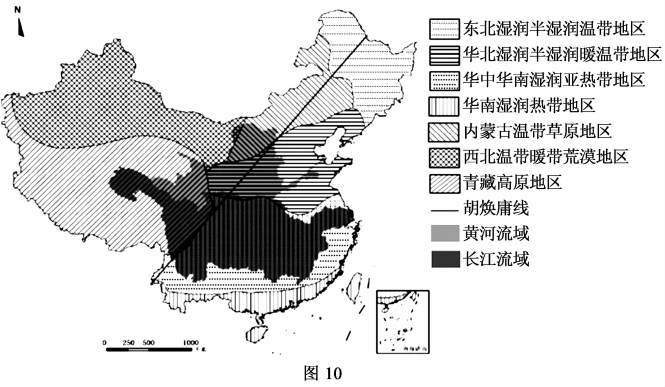 N
东北湿润半湿润温带地区
华北湿润半湿润暖温带地区
华中华南湿润亚热带地区
华南湿润热带地区
内蒙古温带草原地区
西北温带暖带荒漠地区
青藏高原地区
胡焕庸线
黄河流域
长江流域
0 250 500 1000
图 10